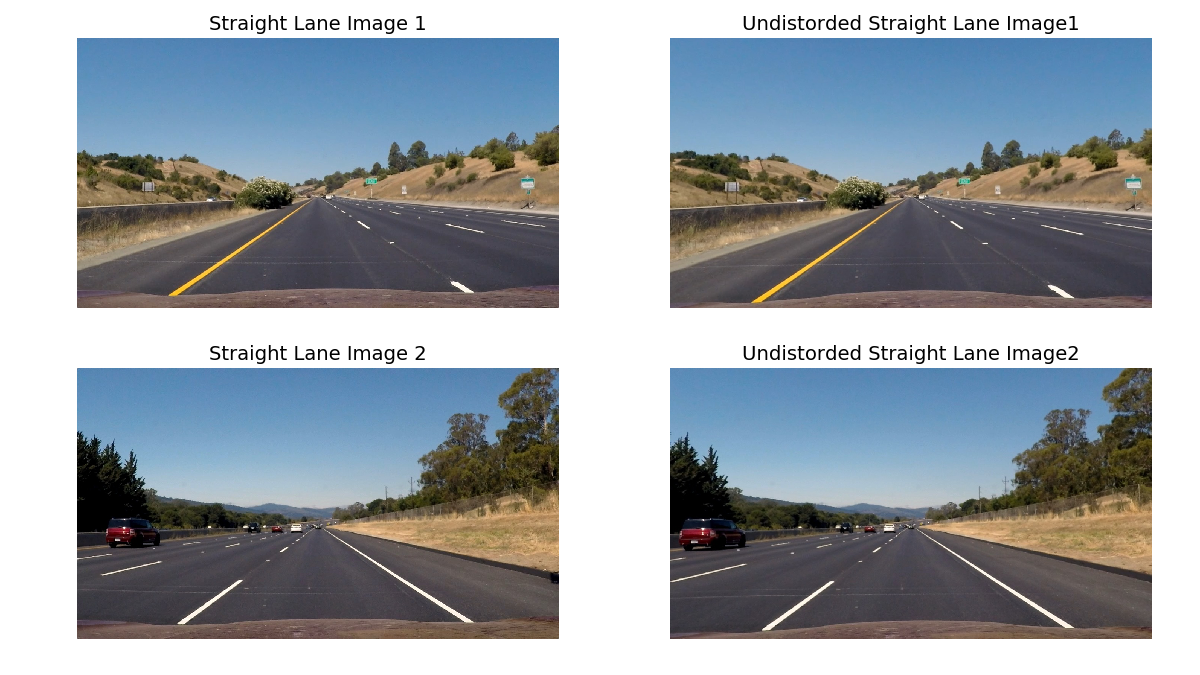 Straight Lane Image 1
Undistorded Straight Lane Image1
Straight Lane Image 2
Undistorded Straight Lane Image2